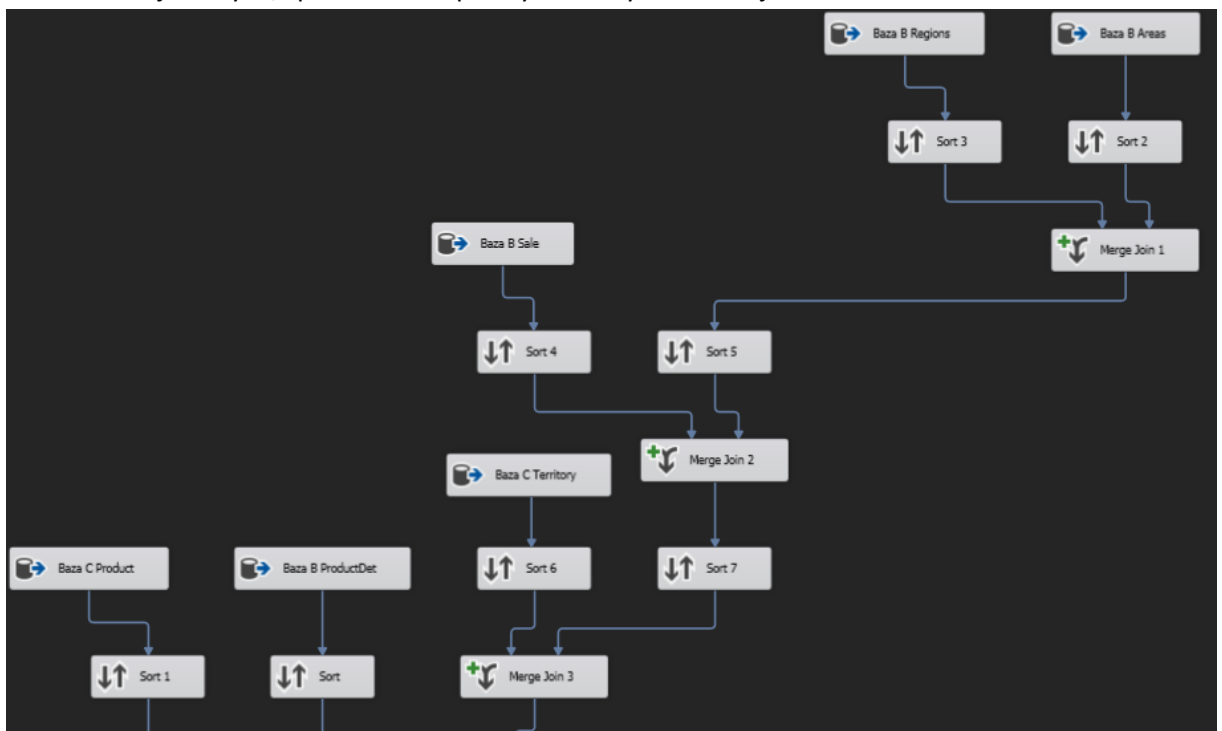 Baza B Regions
Baza B Areas
Sort 3
Sort 2
Baza B Sale
Merge Join 1
Sort 4
Sort 5
Merge Join 2
Baza C Territory
Baza C Product
Baza B ProductDet
Sort 6
Sort 7
Sort 1
Sort
Merge Join 3